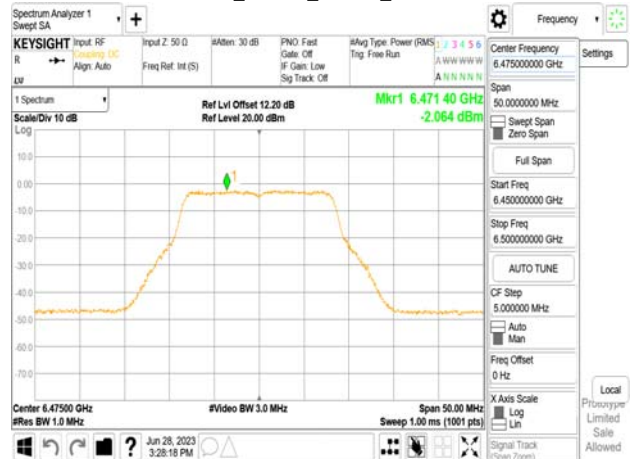 Spectrum Analyzer 1
Swept SA
Frequency
KEYSIGHT
R
Input: RF
Coupling: DC
Align: Auto
Input Z: 50 Ω
Freq Ref: Int (S)
#Atten: 30 dB
PNO: Fast
Gate: Off
IF Gain: Low
Sig Track: Off
#Avg Type: Power (RMS
Trig: Free Run
1 2 3 4 5 6
A W W W W W
A N N N N N
1 Spectrum
Scale/Div 10 dB
Log
Ref Lvl Offset 12.20 dB
Ref Level 20.00 dBm
Mkr1 6.471 40 GHz
-2.064 dBm
1
10.0
0.00
-10.0
-20.0
-30.0
-40.0
-50.0
-60.0
-70.0
Center 6.47500 GHz
#Res BW 1.0 MHz
#Video BW 3.0 MHz
Span 50.00 MHz
Sweep 1.00 ms (1001 pts)
Jun 28, 2023
3:28:18 PM
Center Frequency
6.475000000 GHz
Settings
Span
50.0000000 MHz
Swept Span
Zero Span
Full Span
Start Freq
6.450000000 GHz
Stop Freq
6.500000000 GHz
AUTO TUNE
CF Step
5.000000 MHz
Auto
Man
Freq Offset
0 Hz
X Axis Scale
Log
Lin
Signal Track
(Span Zoom)
Local
Prototype
Limited
Sale
Allowed